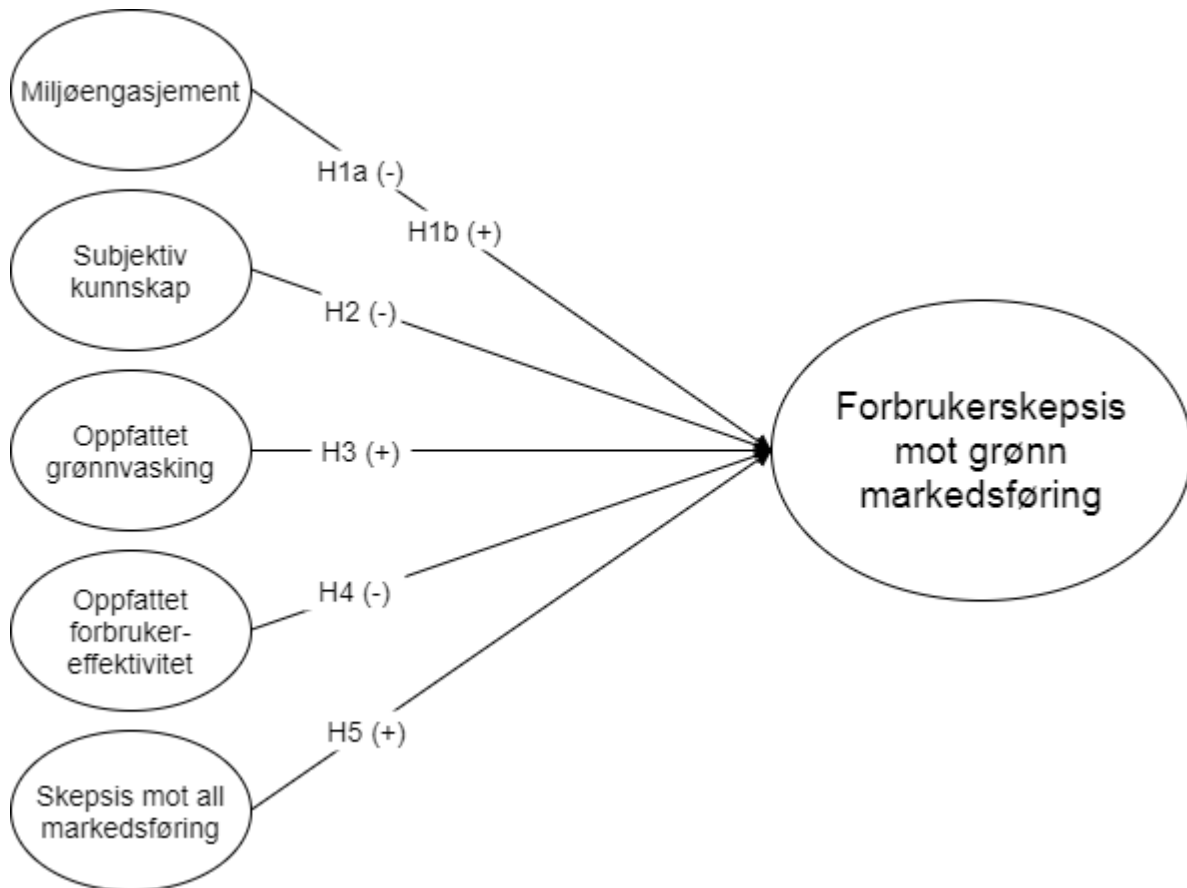 Miljøengasjement
H1a (-)
H1b (+)
Subjektiv
kunnskap
H2 (-)
Oppfattet
grønnvasking
H3 (+)
Oppfattet
forbruker-
effektivitet
H4 (-)
Skepsis mot all
markedsføring
H5 (+)
Forbrukerskepsis
mot grønn
markedsføring